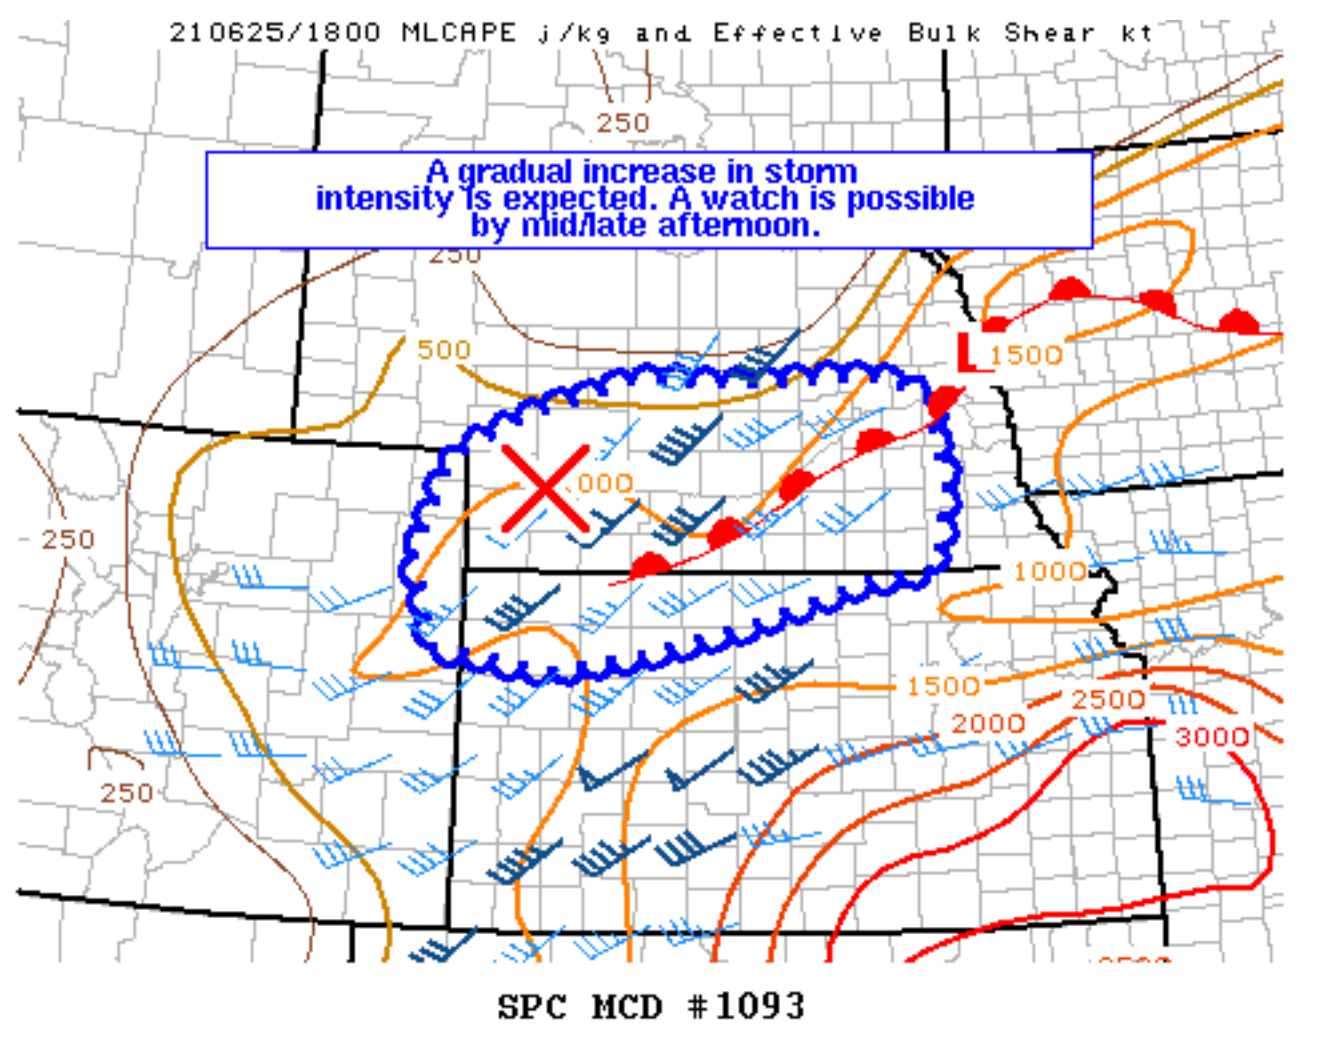 210625/1800 MLCAPE j/kg and Effective Bulk Shear kt
250
A gradual increase in storm
intensity is expected. A watch is possible
by mid/late afternoon.
250
500
L
1500
000
250
1000
1500
2500
2000
3000
250
SPC MCD #1093